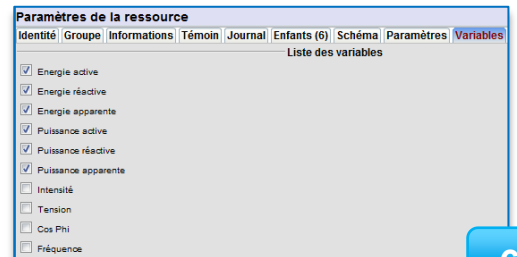 Paramètres de la ressource
Identité Groupe Informations Témoin Journal Enfants (6) Schéma Paramètres Variables
Liste des variables
Energie active
Energie réactive
Energie apparente
Puissance active
Puissance réactive
Puissance apparente
Intensité
Tension
Cos Phi
Fréquence